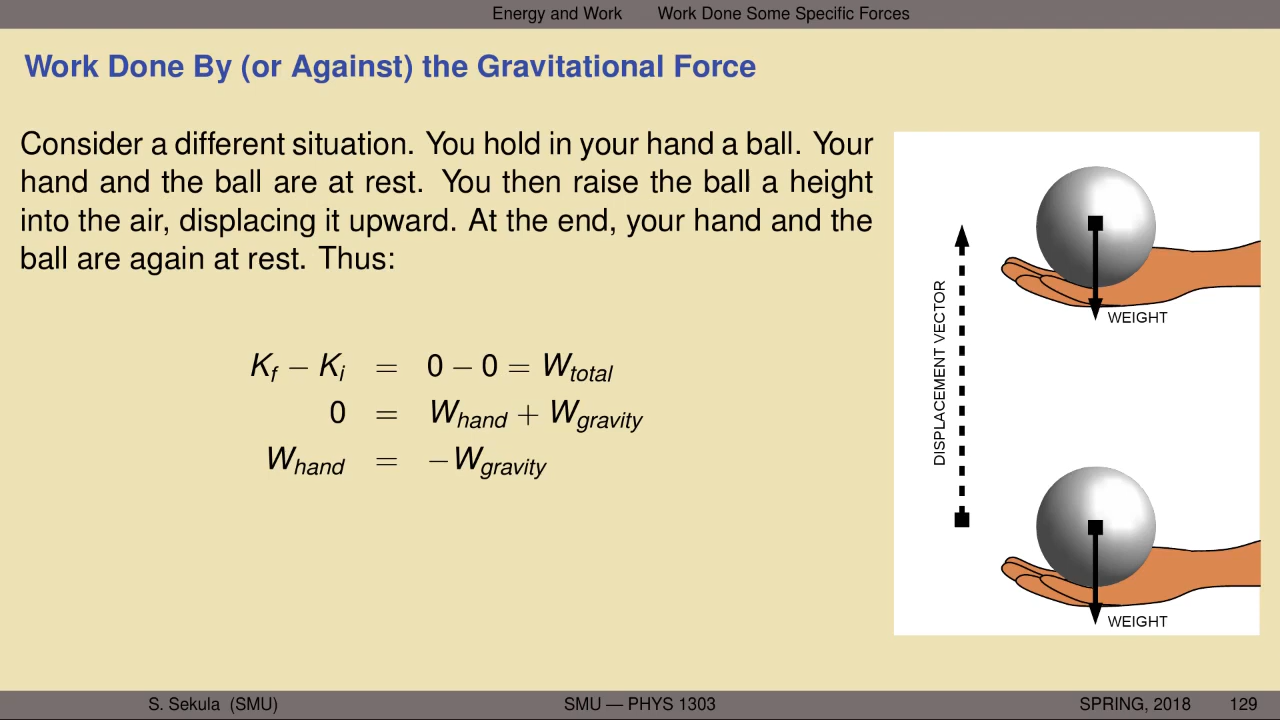 Energy and Work Work Done Some Specific Forces
Work Done By (or Against) the Gravitational Force
Consider a different situation. You hold in your hand a ball. Your
hand and the ball are at rest. You then raise the ball a height
into the air, displacing it upward. At the end, your hand and the
ball are again at rest. Thus:
K_f − K_i = 0 − 0 = W_total
0 = W_hand + W_gravity
W_hand = −W_gravity
DISPLACEMENT VECTOR
WEIGHT
WEIGHT
S. Sekula (SMU) SMU — PHYS 1303 SPRING, 2018 129